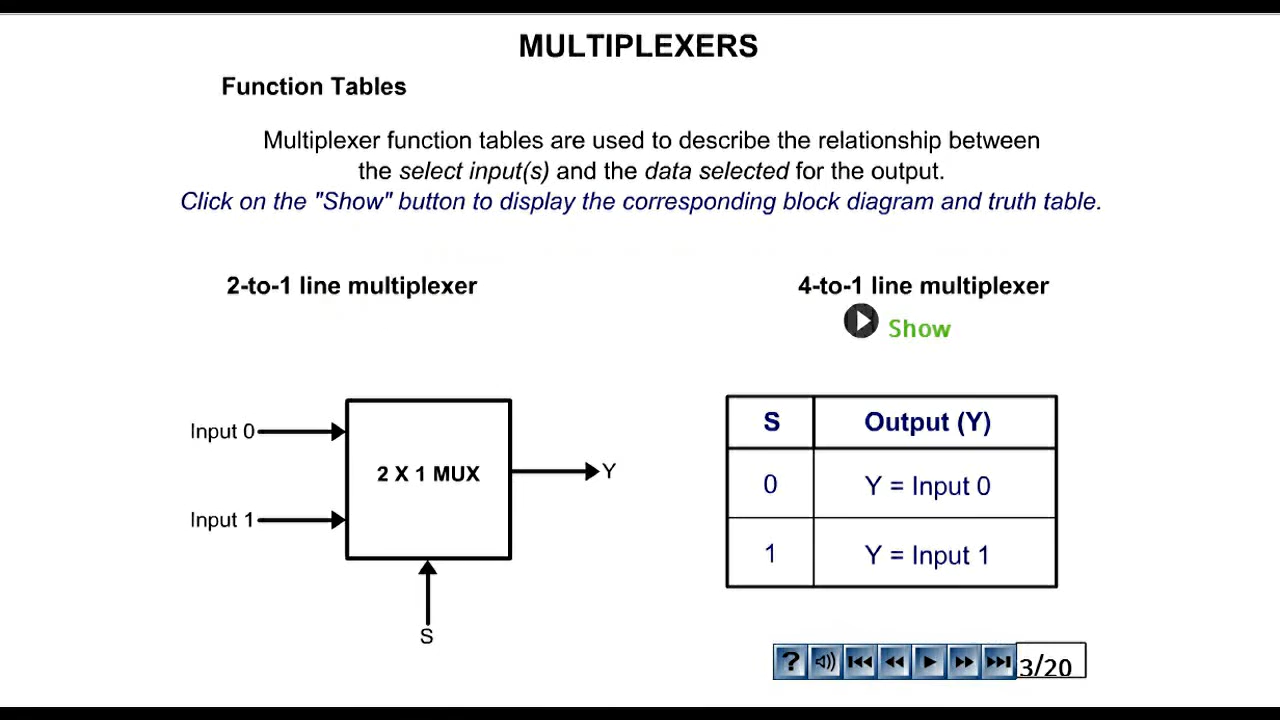 MULTIPLEXERS
Function Tables
Multiplexer function tables are used to describe the relationship between
the select input(s) and the data selected for the output.
Click on the "Show" button to display the corresponding block diagram and truth table.
2-to-1 line multiplexer
4-to-1 line multiplexer
Show
Input 0
Input 1
2 X 1 MUX
Y
S
S Output (Y)
0 Y = Input 0
1 Y = Input 1
? 3/20